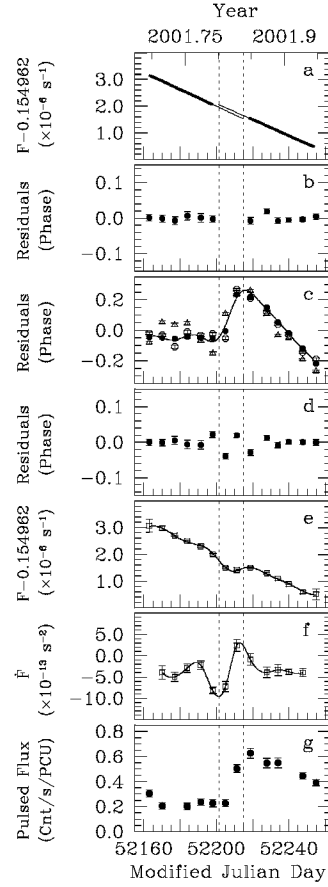 Year
2001.75 2001.9
F−0.154962
(×10⁻⁶ s⁻¹)
3.0
2.0
1.0
a
Residuals
(Phase)
0.1
0.0
−0.1
b
Residuals
(Phase)
0.2
0.0
−0.2
c
Residuals
(Phase)
0.1
0.0
−0.1
d
F−0.154962
(×10⁻⁶ s⁻¹)
3.0
2.0
1.0
e
Ḟ
(×10⁻¹³ s⁻²)
5.0
0.0
−5.0
−10.0
f
Pulsed Flux
(Cnt/s/PCU)
0.8
0.6
0.4
0.2
0.0
g
52160 52200 52240
Modified Julian Day